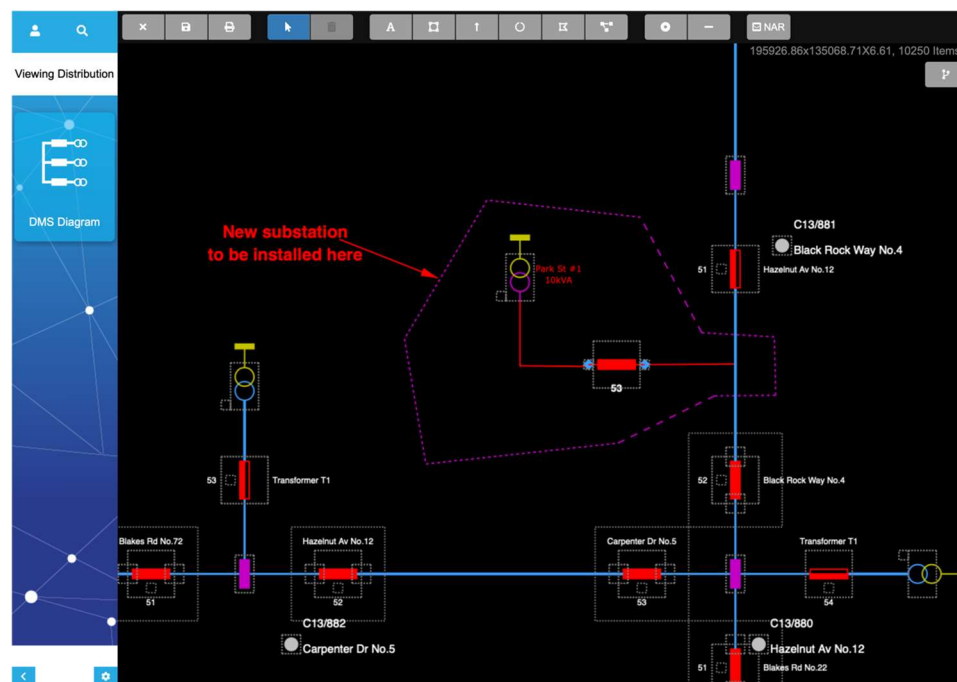 A
NAR
195926.86x135068.71X6.61, 10250 Items
Viewing Distribution
DMS Diagram
New substation
to be installed here
Park St #1
10kVA
C13/881
Black Rock Way No.4
51
Hazelnut Av No.12
53
53
Transformer T1
52
Black Rock Way No.4
Blakes Rd No.72
Hazelnut Av No.12
Carpenter Dr No.5
Transformer T1
51
52
53
54
C13/882
Carpenter Dr No.5
C13/880
Hazelnut Av No.12
51
Blakes Rd No.22